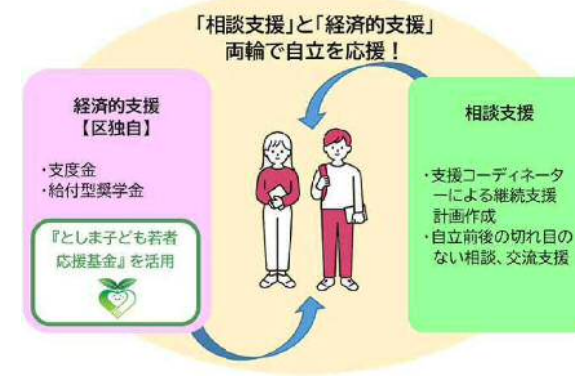 「相談支援」と「経済的支援」
両輪で自立を応援！
経済的支援
【区独自】
・支度金
・給付型奨学金
『としま子ども若者
応援基金』を活用
相談支援
・支援コーディネータ
ーによる継続支援
計画作成
・自立前後の切れ目の
ない相談、交流支援